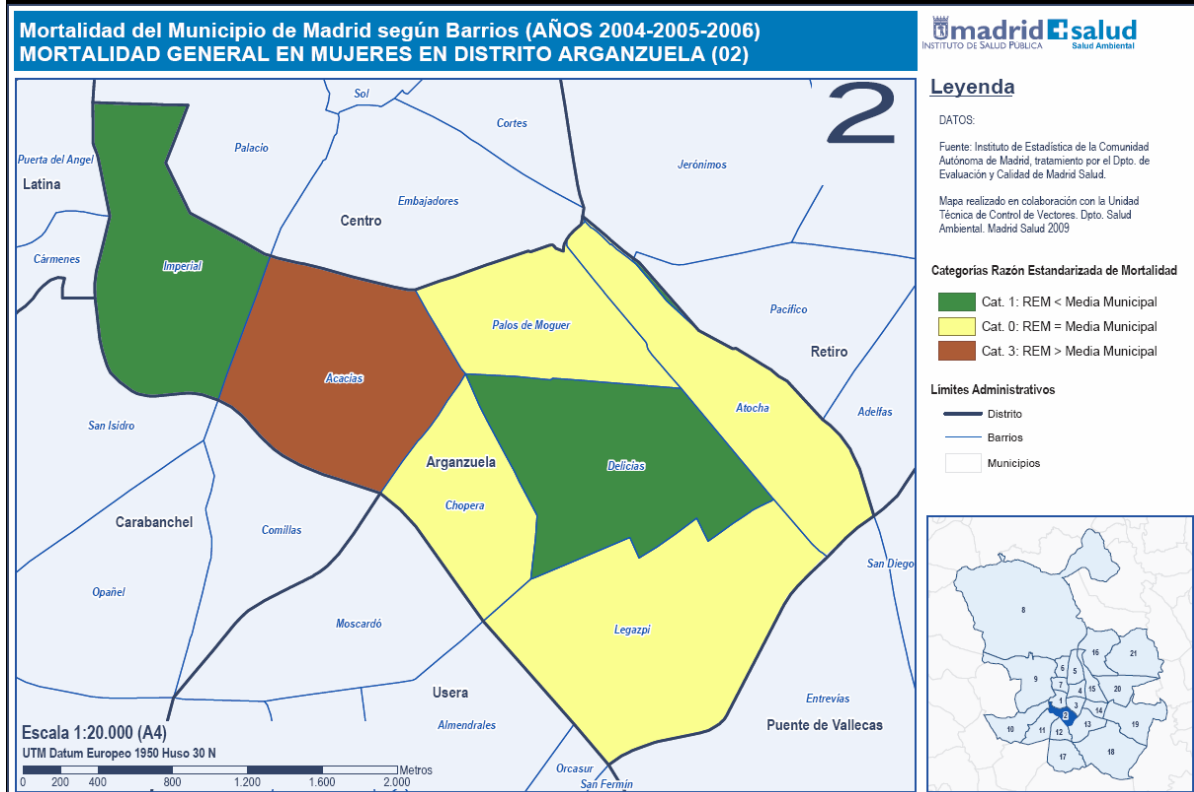 Mortalidad del Municipio de Madrid según Barrios (AÑOS 2004-2005-2006)
MORTALIDAD GENERAL EN MUJERES EN DISTRITO ARGANZUELA (02)
madrid salud
INSTITUTO DE SALUD PÚBLICA
Salud Ambiental
2
Sol
Cortes
Palacio
Jerónimos
Puerta del Angel
Latina
Embajadores
Centro
Cármenes
Imperial
Pacífico
Palos de Moguer
Retiro
Acacias
Atocha
Adelfas
San Isidro
Arganzuela
Delicias
Chopera
Carabanchel
Comillas
San Diego
Opañel
Moscardó
Legazpi
Usera
Entrevías
Almendrales
Puente de Vallecas
Orcasur
San Fermín
Escala 1:20.000 (A4)
UTM Datum Europeo 1950 Huso 30 N
Metros
0 200 400 800 1.200 1.600 2.000
Leyenda
DATOS:
Fuente: Instituto de Estadística de la Comunidad
Autónoma de Madrid, tratamiento por el Dpto. de
Evaluación y Calidad de Madrid Salud.
Mapa realizado en colaboración con la Unidad
Técnica de Control de Vectores. Dpto. Salud
Ambiental. Madrid Salud 2009
Categorías Razón Estandarizada de Mortalidad
Cat. 1: REM < Media Municipal
Cat. 0: REM = Media Municipal
Cat. 3: REM > Media Municipal
Límites Administrativos
Distrito
Barrios
Municipios
8
16
21
6
5
9
7
4
15
20
1
3
14
2
19
10
11
12
13
18
17